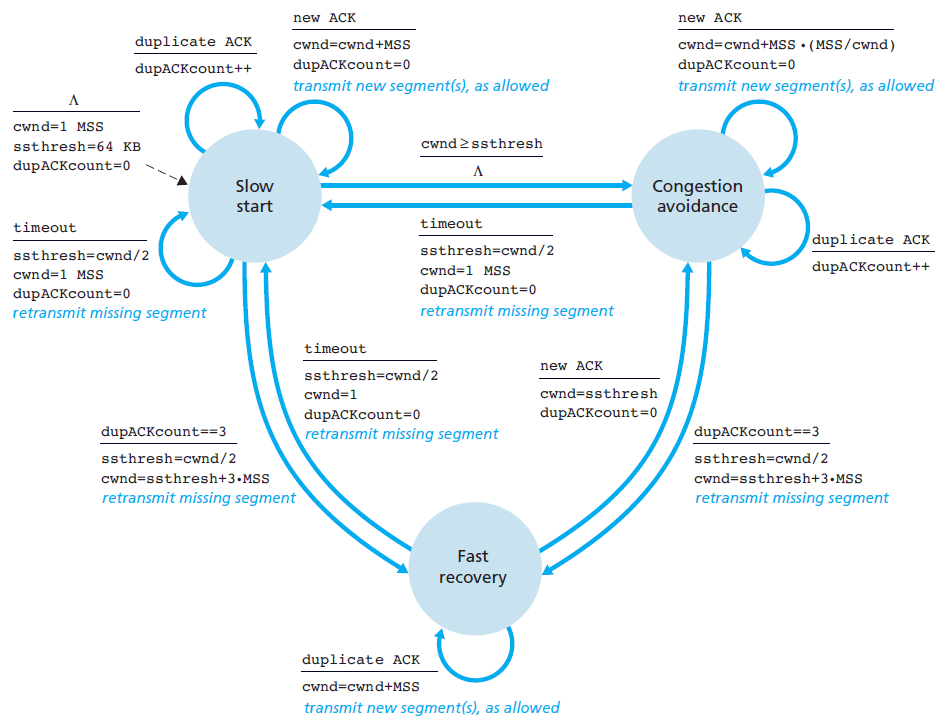 new ACK
cwnd=cwnd+MSS
dupACKcount=0
transmit new segment(s), as allowed
new ACK
cwnd=cwnd+MSS•(MSS/cwnd)
dupACKcount=0
transmit new segment(s), as allowed
duplicate ACK
dupACKcount++
Λ
cwnd=1 MSS
ssthresh=64 KB
dupACKcount=0
cwnd≥ssthresh
Λ
Slow
start
Congestion
avoidance
timeout
ssthresh=cwnd/2
cwnd=1 MSS
dupACKcount=0
retransmit missing segment
timeout
ssthresh=cwnd/2
cwnd=1 MSS
dupACKcount=0
retransmit missing segment
duplicate ACK
dupACKcount++
timeout
ssthresh=cwnd/2
cwnd=1
dupACKcount=0
retransmit missing segment
new ACK
cwnd=ssthresh
dupACKcount=0
dupACKcount==3
ssthresh=cwnd/2
cwnd=ssthresh+3•MSS
retransmit missing segment
dupACKcount==3
ssthresh=cwnd/2
cwnd=ssthresh+3•MSS
retransmit missing segment
Fast
recovery
duplicate ACK
cwnd=cwnd+MSS
transmit new segment(s), as allowed